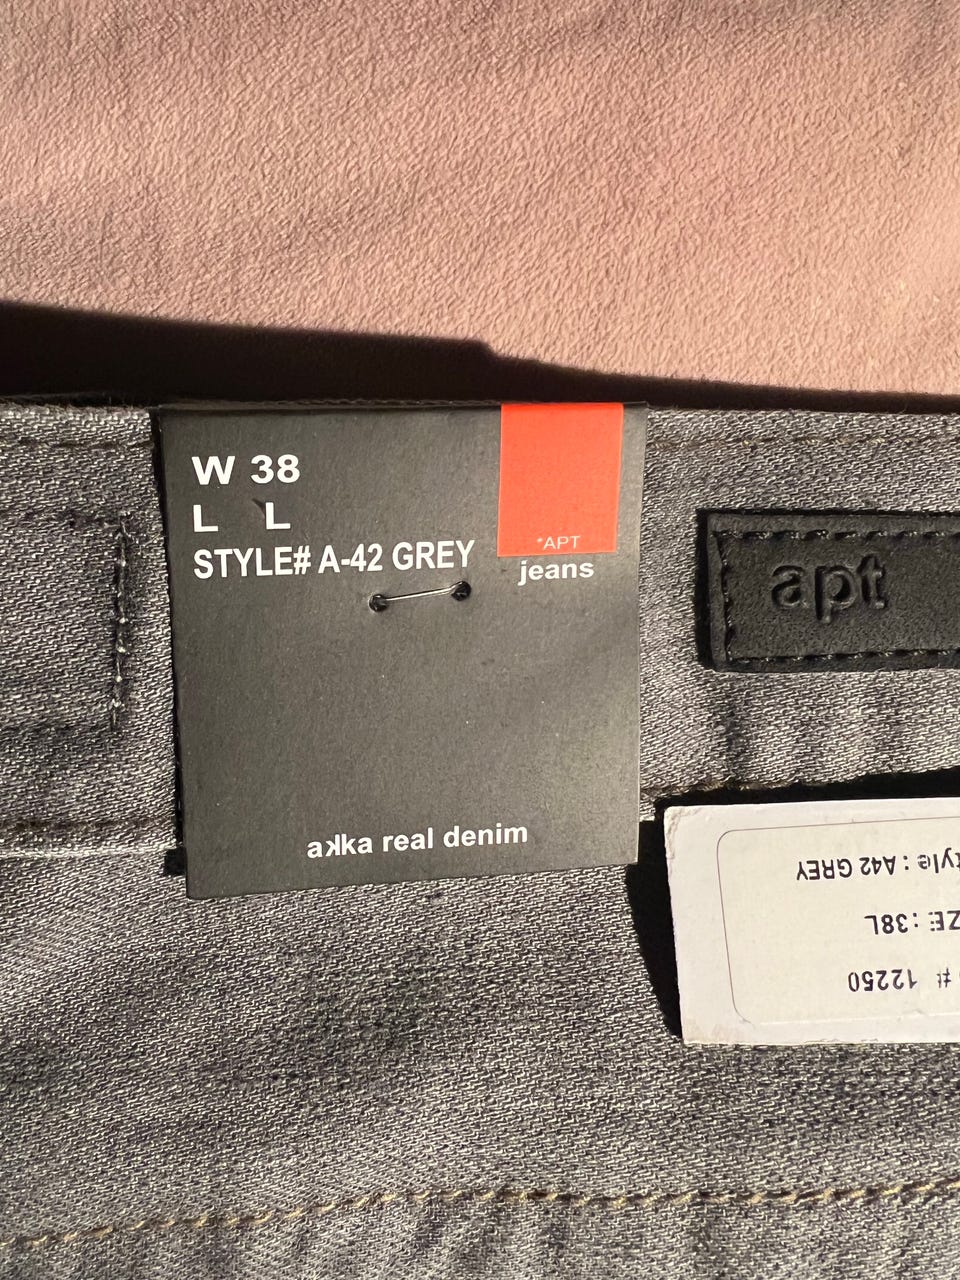 W 38
L L
STYLE# A-42 GREY
*APT
jeans
akka real denim
apt
tyle : A42 GREY
ZE : 38L
# 12250